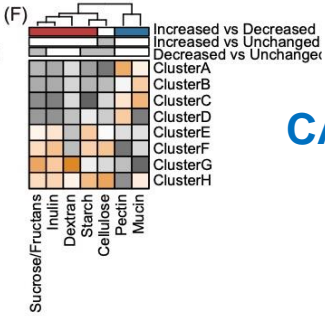 (F)
Increased vs Decreased
Increased vs Unchanged
Decreased vs Unchanged
ClusterA
ClusterB
ClusterC
ClusterD
ClusterE
ClusterF
ClusterG
ClusterH
CA
Sucrose/Fructans
Inulin
Dextran
Starch
Cellulose
Pectin
Mucin